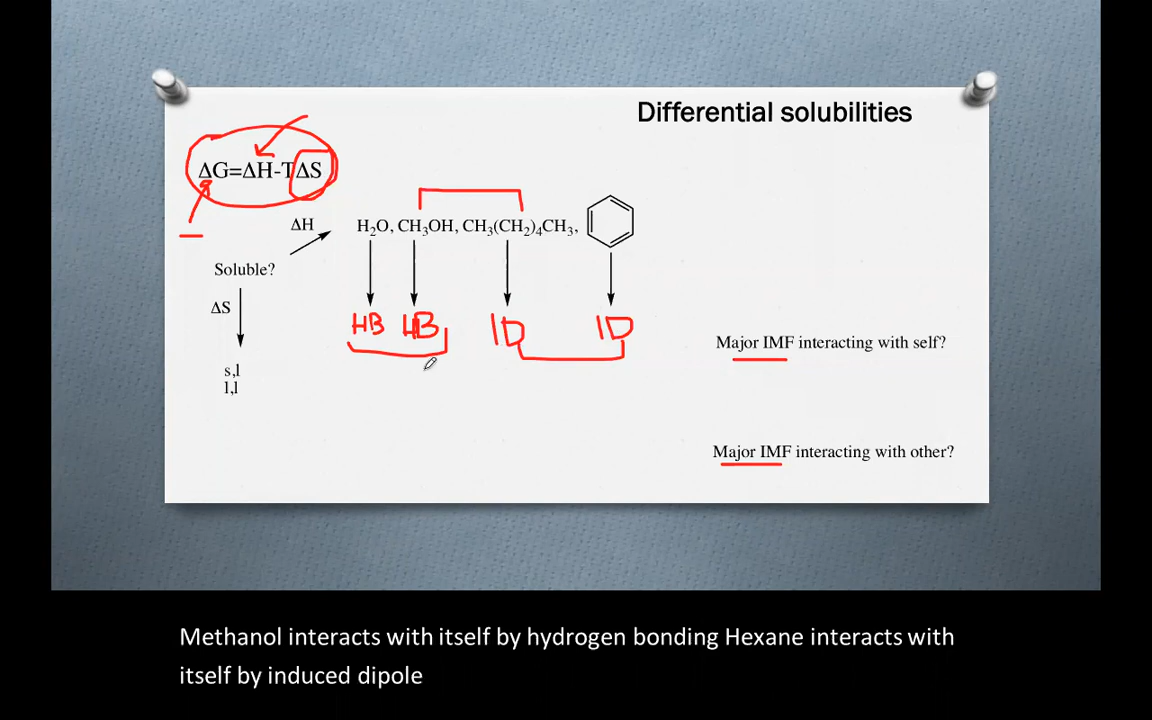 Differential solubilities
ΔG=ΔH-TΔS
ΔH
H₂O, CH₃OH, CH₃(CH₂)₄CH₃,
Soluble?
ΔS
HB HB ID ID
Major IMF interacting with self?
s,l
l,l
Major IMF interacting with other?
Methanol interacts with itself by hydrogen bonding Hexane interacts with
itself by induced dipole